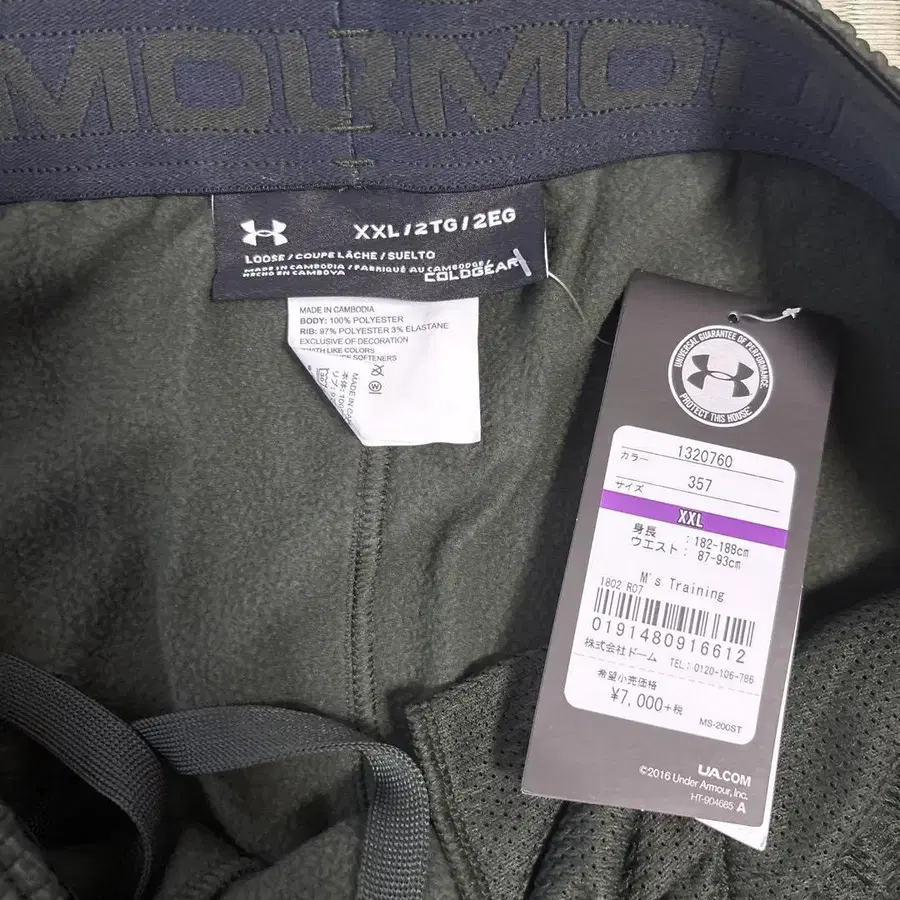 MOUR MOU
XXL/2TG/2EG
LOOSE/COUPE LÂCHE/SUELTO
MADE IN CAMBODIA/FABRIQUÉ AU CAMBODGE/
HECHO EN CAMBOYA
COLDGEAR
MADE IN CAMBODIA
BODY: 100% POLYESTER
RIB: 97% POLYESTER 3% ELASTANE
EXCLUSIVE OF DECORATION
LIKE COLORS
SOFTENERS
UNIVERSAL GUARANTEE OF PERFORMANCE
PROTECT THIS HOUSE
1320760
カラー
357
サイズ
XXL
身長 : 182-188cm
ウエスト : 87-93cm
M's Training
1802 R07
0191480916612
株式会社ドーム TEL: 0120-106-786
希望小売価格
¥7,000+税
MS-200ST
UA.COM
©2016 Under Armour, Inc.
HT-904685 A